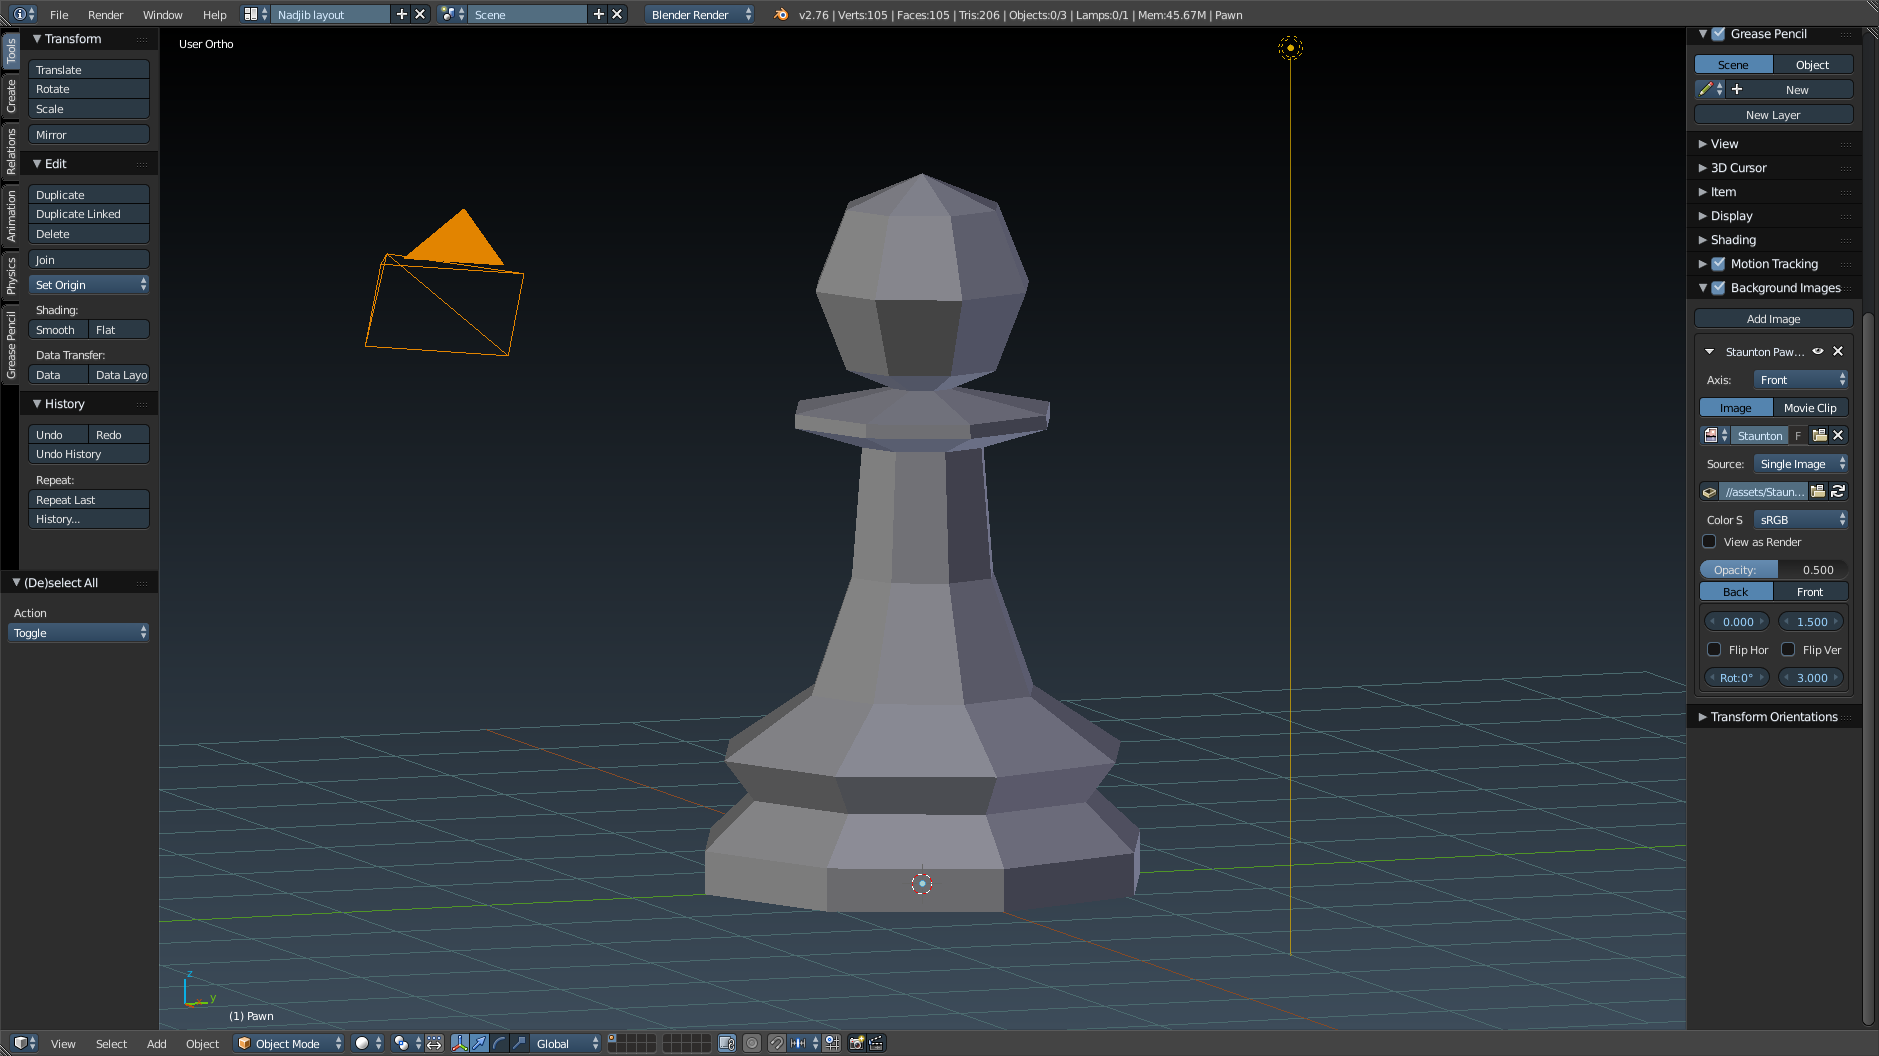 File Render Window Help Nadjib layout Scene Blender Render v2.76 | Verts:105 | Faces:105 | Tris:206 | Objects:0/3 | Lamps:0/1 | Mem:45.67M | Pawn
Tools
Create
Relations
Animation
Physics
Grease Pencil
Transform
Translate
Rotate
Scale
Mirror
Edit
Duplicate
Duplicate Linked
Delete
Join
Set Origin
Shading:
Smooth Flat
Data Transfer:
Data Data Layo
History
Undo Redo
Undo History
Repeat:
Repeat Last
History...
(De)select All
Action
Toggle
User Ortho
z
y
(1) Pawn
Grease Pencil
Scene Object
New
New Layer
View
3D Cursor
Item
Display
Shading
Motion Tracking
Background Images
Add Image
Staunton Paw...
Axis: Front
Image Movie Clip
Staunton F
Source: Single Image
//assets/Staun...
Color S sRGB
View as Render
Opacity: 0.500
Back Front
0.000 1.500
Flip Hor Flip Ver
Rot:0° 3.000
Transform Orientations
View Select Add Object Object Mode Global